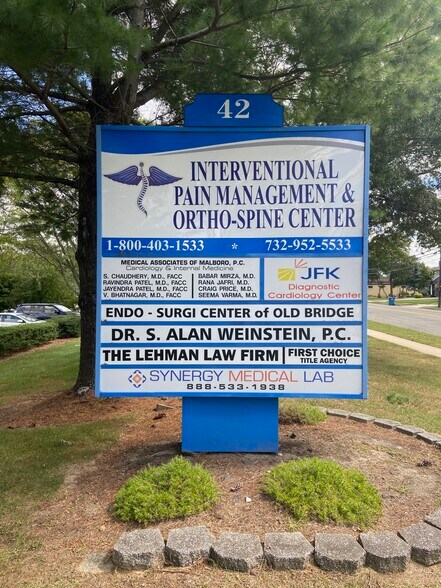 42
INTERVENTIONAL
PAIN MANAGEMENT &
ORTHO-SPINE CENTER
1-800-403-1533 * 732-952-5533
MEDICAL ASSOCIATES OF MALBORO, P.C.
Cardiology & Internal Medicine
S. CHAUDHERY, M.D., FACC
RAVINDRA PATEL, M.D., FACC
JAYENDRA PATEL, M.D., FACC
V. BHATNAGAR, M.D., FACC
BABAR MIRZA, M.D.
RANA JAFRI, M.D.
CRAIG PRICE, M.D.
SEEMA VARMA, M.D.
JFK
Diagnostic
Cardiology Center
ENDO - SURGI CENTER of OLD BRIDGE
DR. S. ALAN WEINSTEIN, P.C.
THE LEHMAN LAW FIRM
FIRST CHOICE
TITLE AGENCY
SYNERGY MEDICAL LAB
888-533-1938